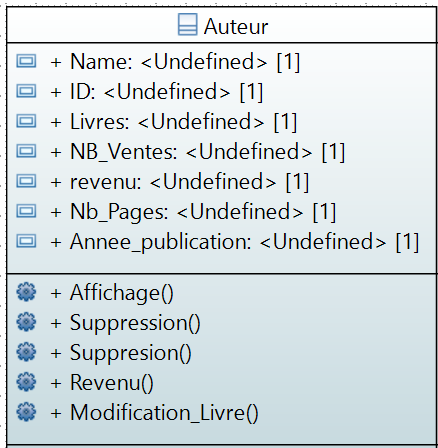 Auteur
+ Name: <Undefined> [1]
+ ID: <Undefined> [1]
+ Livres: <Undefined> [1]
+ NB_Ventes: <Undefined> [1]
+ revenu: <Undefined> [1]
+ Nb_Pages: <Undefined> [1]
+ Annee_publication: <Undefined> [1]
+ Affichage()
+ Suppression()
+ Suppresion()
+ Revenu()
+ Modification_Livre()